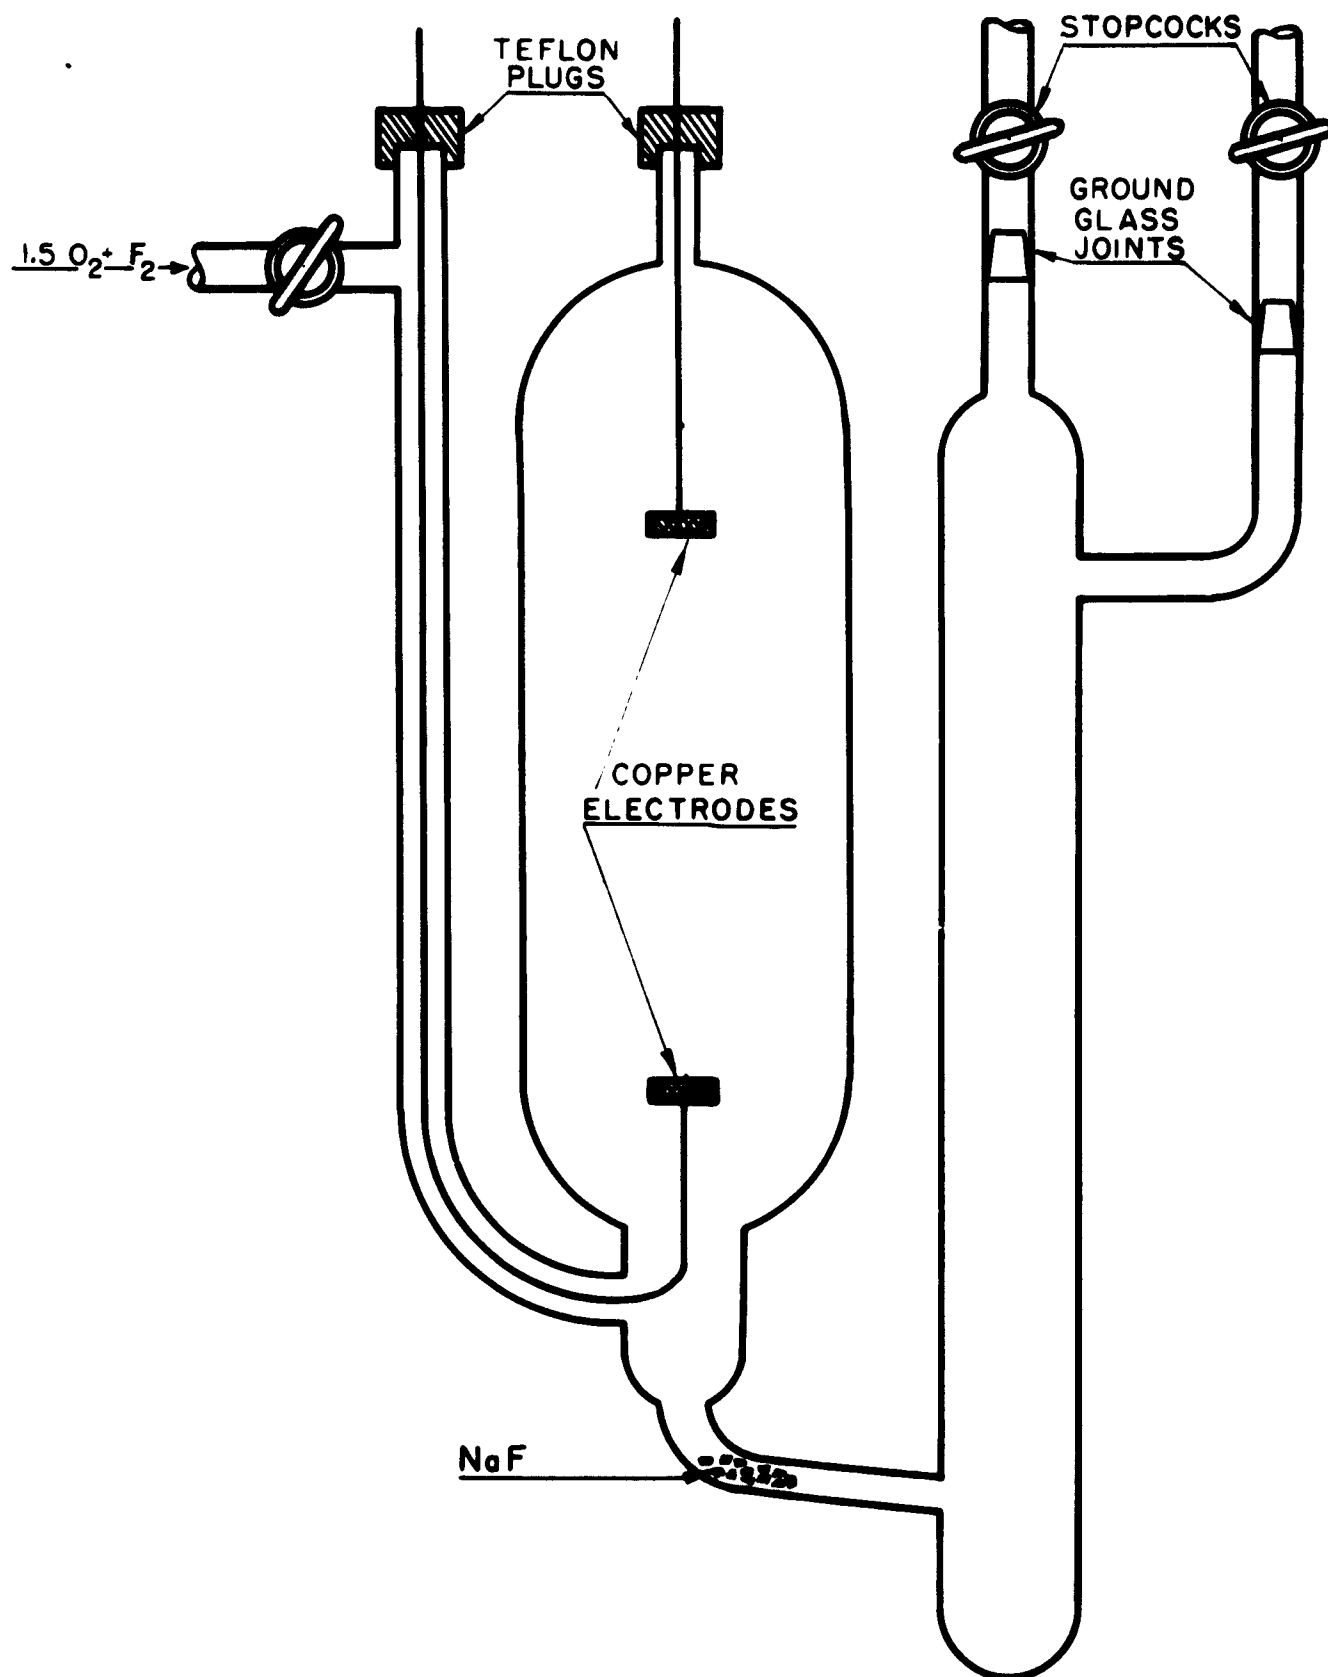 TEFLON
PLUGS
STOPCOCKS
GROUND
GLASS
JOINTS
1.5 O₂+ F₂
COPPER
ELECTRODES
NaF